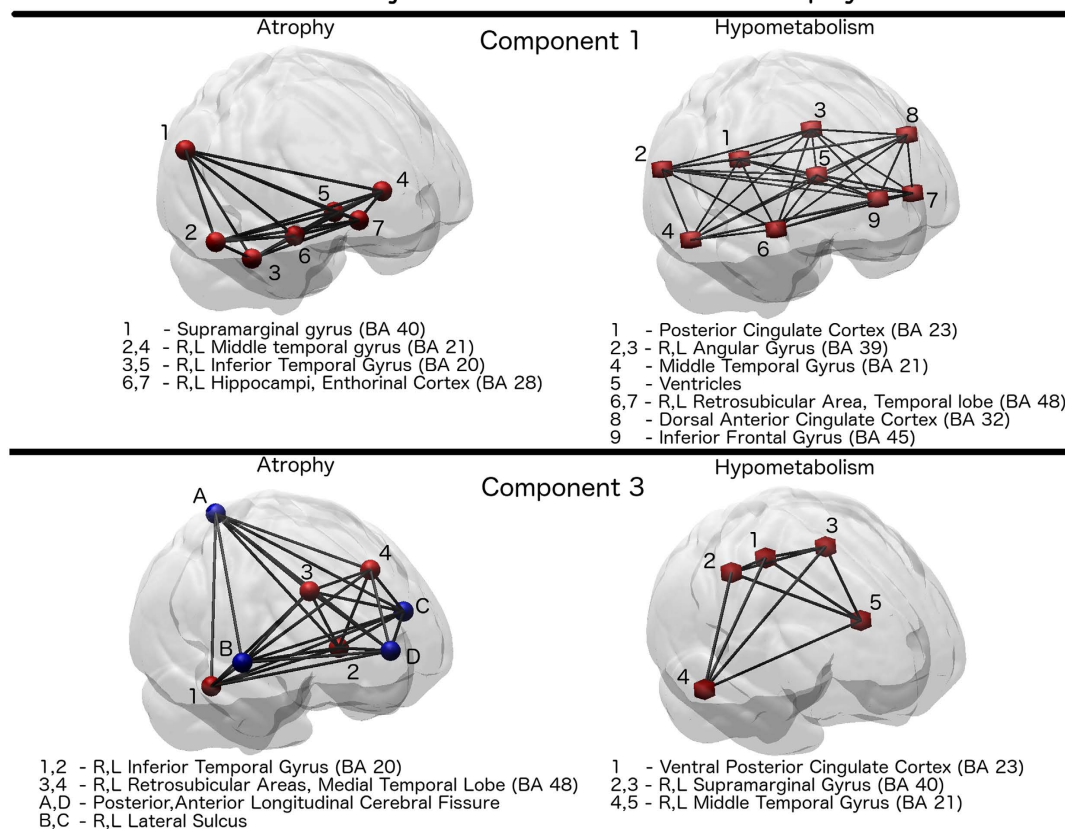 Atrophy
Component 1
Hypometabolism
1
2
3
4
5
6
7
1
2
3
4
5
6
7
8
9
1 - Supramarginal gyrus (BA 40)
2,4 - R,L Middle temporal gyrus (BA 21)
3,5 - R,L Inferior Temporal Gyrus (BA 20)
6,7 - R,L Hippocampi, Enthorinal Cortex (BA 28)
1 - Posterior Cingulate Cortex (BA 23)
2,3 - R,L Angular Gyrus (BA 39)
4 - Middle Temporal Gyrus (BA 21)
5 - Ventricles
6,7 - R,L Retrosubicular Area, Temporal lobe (BA 48)
8 - Dorsal Anterior Cingulate Cortex (BA 32)
9 - Inferior Frontal Gyrus (BA 45)
Atrophy
Component 3
Hypometabolism
A
4
3
C
B
D
2
1
3
1
2
5
4
1,2 - R,L Inferior Temporal Gyrus (BA 20)
3,4 - R,L Retrosubicular Areas, Medial Temporal Lobe (BA 48)
A,D - Posterior,Anterior Longitudinal Cerebral Fissure
B,C - R,L Lateral Sulcus
1 - Ventral Posterior Cingulate Cortex (BA 23)
2,3 - R,L Supramarginal Gyrus (BA 40)
4,5 - R,L Middle Temporal Gyrus (BA 21)